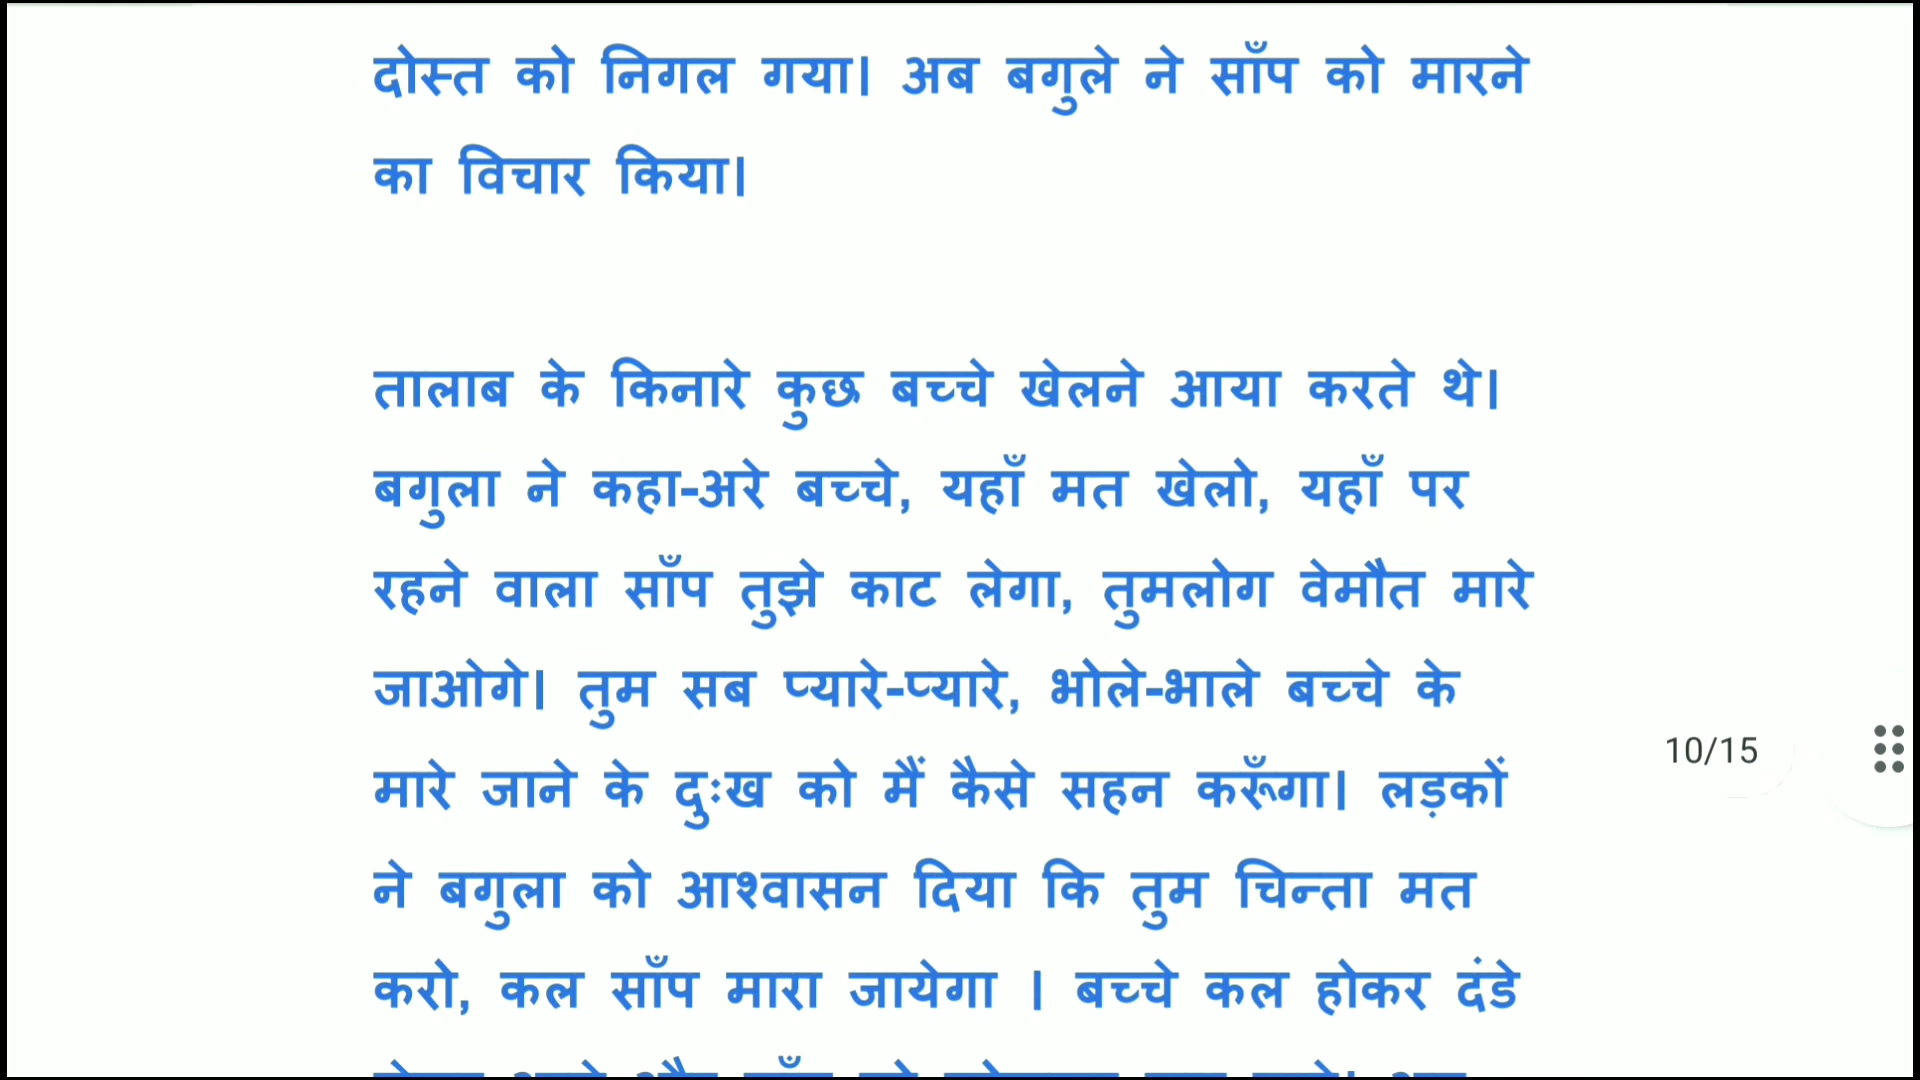 दोस्त को निगल गया। अब बगुले ने साँप को मारने
का विचार किया।
तालाब के किनारे कुछ बच्चे खेलने आया करते थे।
बगुला ने कहा-अरे बच्चे, यहाँ मत खेलो, यहाँ पर
रहने वाला साँप तुझे काट लेगा, तुमलोग वेमौत मारे
जाओगे। तुम सब प्यारे-प्यारे, भोले-भाले बच्चे के
मारे जाने के दुःख को मैं कैसे सहन करूँगा। लड़कों
10/15
ने बगुला को आश्वासन दिया कि तुम चिन्ता मत
करो, कल साँप मारा जायेगा । बच्चे कल होकर दंडे